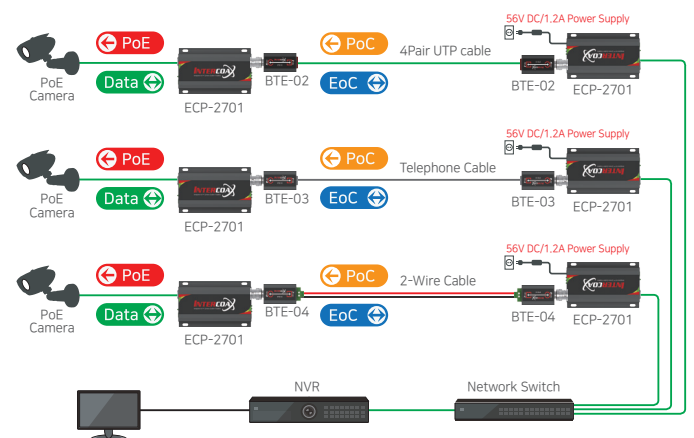 56V DC/1.2A Power Supply
PoE
PoC
4Pair UTP cable
INTERCOAX
INTERCOAX
PoE
Camera
Data
BTE-02
EoC
BTE-02
ECP-2701
ECP-2701
56V DC/1.2A Power Supply
PoE
PoC
Telephone Cable
INTERCOAX
INTERCOAX
PoE
Camera
Data
BTE-03
EoC
BTE-03
ECP-2701
ECP-2701
56V DC/1.2A Power Supply
PoE
PoC
2-Wire Cable
INTERCOAX
INTERCOAX
PoE
Camera
Data
BTE-04
EoC
BTE-04
ECP-2701
ECP-2701
NVR
Network Switch